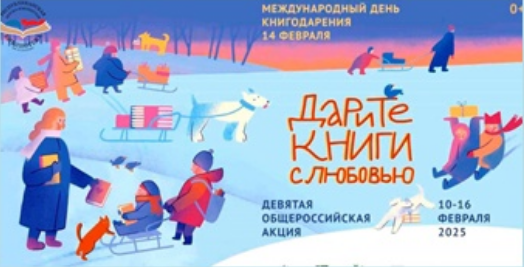 МЕЖДУНАРОДНЫЙ ДЕНЬ
КНИГОДАРЕНИЯ
14 ФЕВРАЛЯ
0+
ДАРИТЕ
КНИГИ
С ЛЮБОВЬЮ
ДЕВЯТАЯ
ОБЩЕРОССИЙСКАЯ
АКЦИЯ
10-16
ФЕВРАЛЯ
2025